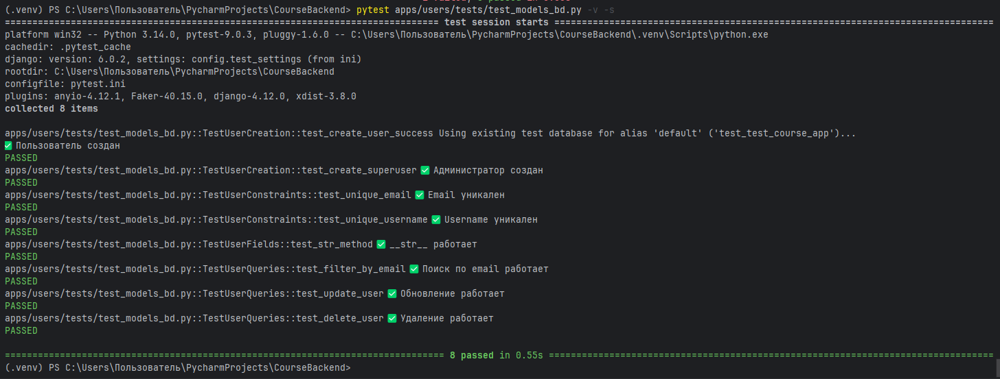 (.venv) PS C:\Users\Пользователь\PycharmProjects\CourseBackend> pytest apps/users/tests/test_models_bd.py -v -s
============================================================================== test session starts ===============================================================================
platform win32 -- Python 3.14.0, pytest-9.0.3, pluggy-1.6.0 -- C:\Users\Пользователь\PycharmProjects\CourseBackend\.venv\Scripts\python.exe
cachedir: .pytest_cache
django: version: 6.0.2, settings: config.test_settings (from ini)
rootdir: C:\Users\Пользователь\PycharmProjects\CourseBackend
configfile: pytest.ini
plugins: anyio-4.12.1, Faker-40.15.0, django-4.12.0, xdist-3.8.0
collected 8 items
apps/users/tests/test_models_bd.py::TestUserCreation::test_create_user_success Using existing test database for alias 'default' ('test_test_course_app')...
✅ Пользователь создан
PASSED
apps/users/tests/test_models_bd.py::TestUserCreation::test_create_superuser ✅ Администратор создан
PASSED
apps/users/tests/test_models_bd.py::TestUserConstraints::test_unique_email ✅ Email уникален
PASSED
apps/users/tests/test_models_bd.py::TestUserConstraints::test_unique_username ✅ Username уникален
PASSED
apps/users/tests/test_models_bd.py::TestUserFields::test_str_method ✅ __str__ работает
PASSED
apps/users/tests/test_models_bd.py::TestUserQueries::test_filter_by_email ✅ Поиск по email работает
PASSED
apps/users/tests/test_models_bd.py::TestUserQueries::test_update_user ✅ Обновление работает
PASSED
apps/users/tests/test_models_bd.py::TestUserQueries::test_delete_user ✅ Удаление работает
PASSED
=============================================================================== 8 passed in 0.55s ================================================================================
(.venv) PS C:\Users\Пользователь\PycharmProjects\CourseBackend>